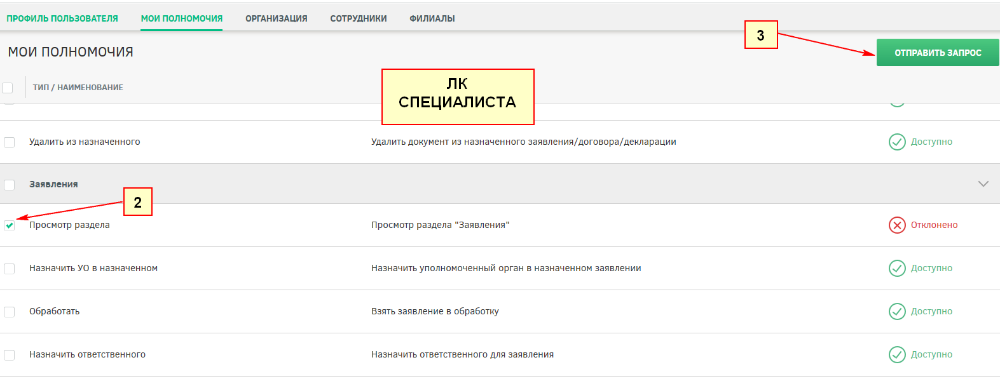 ПРОФИЛЬ ПОЛЬЗОВАТЕЛЯ МОИ ПОЛНОМОЧИЯ ОРГАНИЗАЦИЯ СОТРУДНИКИ ФИЛИАЛЫ
3
МОИ ПОЛНОМОЧИЯ ОТПРАВИТЬ ЗАПРОС
ТИП / НАИМЕНОВАНИЕ
ЛК
СПЕЦИАЛИСТА
Удалить из назначенного Удалить документ из назначенного заявления/договора/декларации Доступно
Заявления
2
Просмотр раздела Просмотр раздела "Заявления" Отклонено
Назначить УО в назначенном Назначить уполномоченный орган в назначенном заявлении Доступно
Обработать Взять заявление в обработку Доступно
Назначить ответственного Назначить ответственного для заявления Доступно